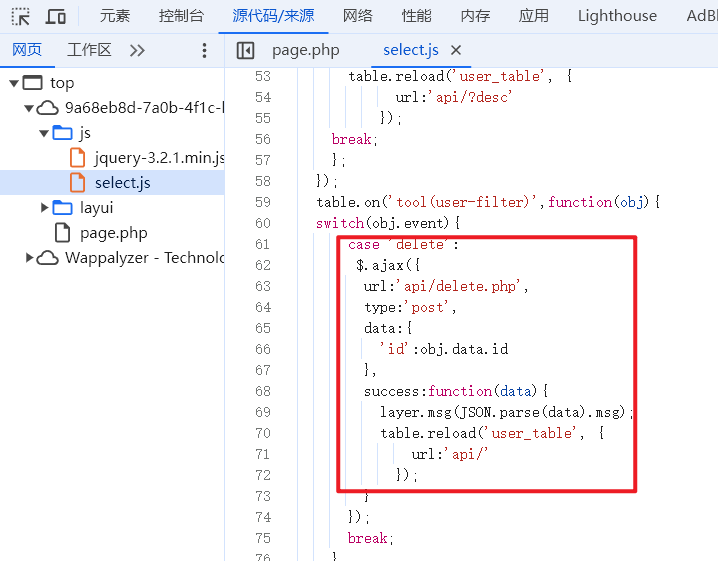 元素 控制台 源代码/来源 网络 性能 内存 应用 Lighthouse AdBl
网页 工作区 page.php select.js
top
9a68eb8d-7a0b-4f1c-
js
jquery-3.2.1.min.js
select.js
layui
page.php
Wappalyzer - Technolo
53 table.reload('user_table', {
54 url:'api/?desc'
55 });
56 break;
57 };
58 });
59 table.on('tool(user-filter)',function(obj){
60 switch(obj.event){
61 case 'delete':
62 $.ajax({
63 url:'api/delete.php',
64 type:'post',
65 data:{
66 'id':obj.data.id
67 },
68 success:function(data){
69 layer.msg(JSON.parse(data).msg);
70 table.reload('user_table', {
71 url:'api/'
72 });
73 }
74 });
75 break;
76 }